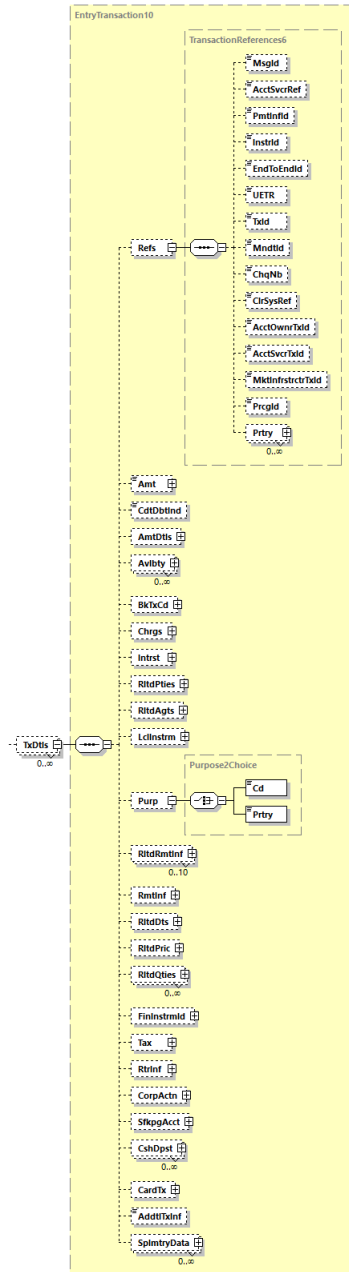 EntryTransaction10
TransactionReferences6
MsgId
AcctSvcrRef
PmtInfId
InstrId
EndToEndId
UETR
TxId
Refs
MndtId
ChqNb
ClrSysRef
AcctOwnrTxId
AcctSvcrTxId
MktInfrstrctrTxId
PrcgId
Prtry
0..∞
Amt
CdtDbtInd
AmtDtls
Avlbty
0..∞
BkTxCd
Chrgs
Intrst
RltdPties
RltdAgts
LclInstrm
TxDtls
0..∞
Purpose2Choice
Cd
Purp
Prtry
RltdRmtInf
0..10
RmtInf
RltdDts
RltdPric
RltdQties
0..∞
FinInstrmId
Tax
RtrInf
CorpActn
SfkpgAcct
CshDpst
0..∞
CardTx
AddtlTxInf
SplmtryData
0..∞